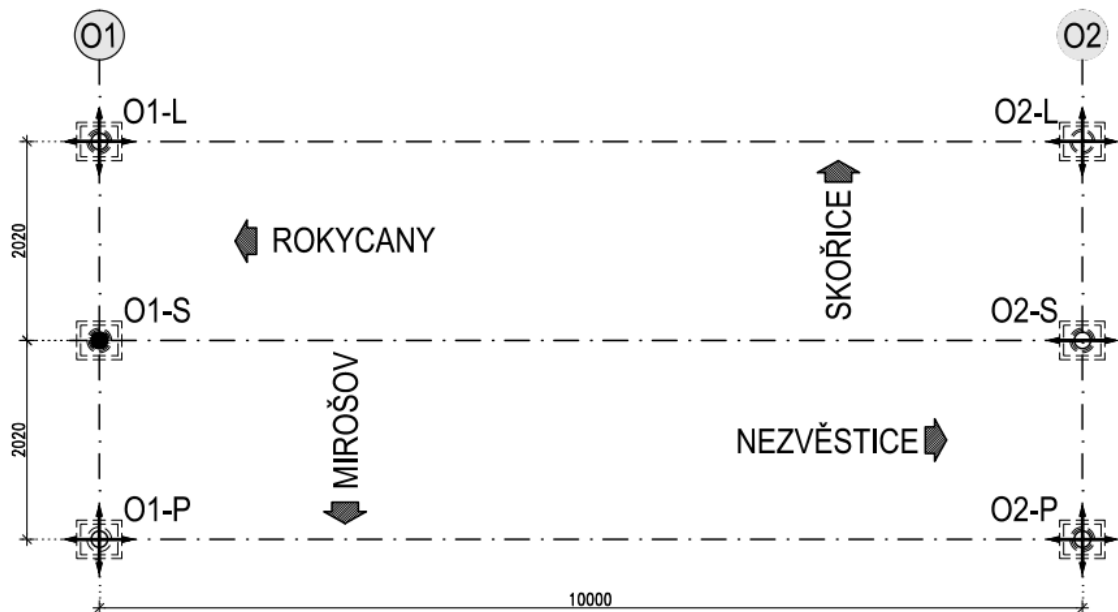 O1
O2
O1-L
O2-L
2020
ROKYCANY
SKOŘICE
O1-S
O2-S
2020
MIROŠOV
NEZVĚSTICE
O1-P
O2-P
10000